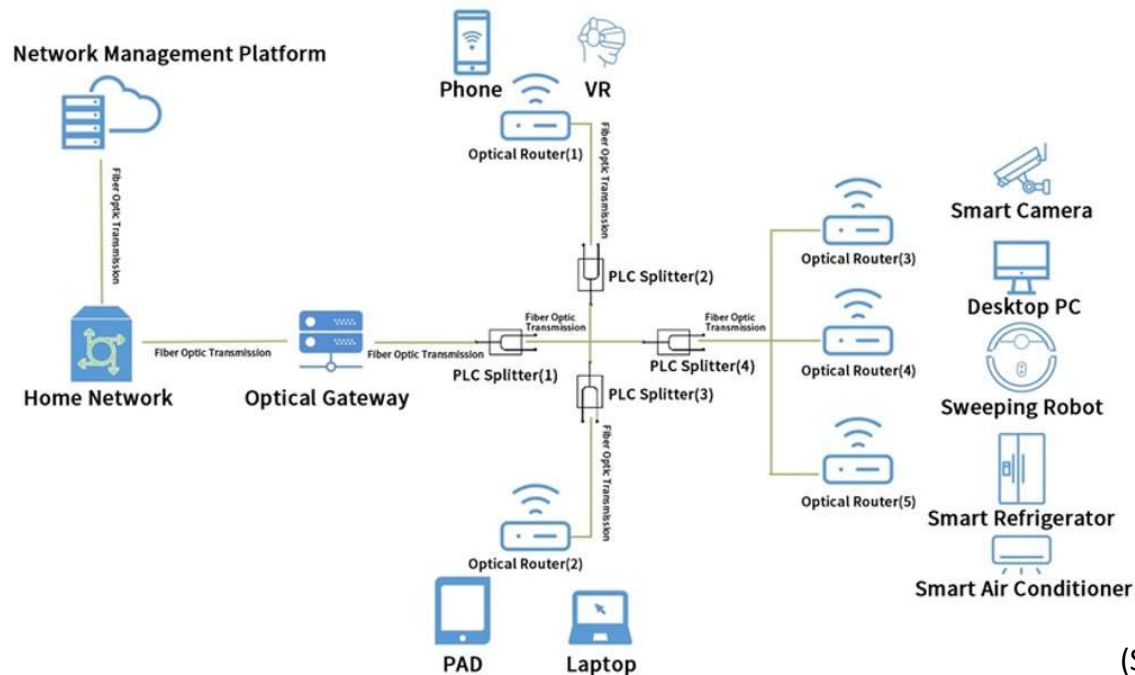 Network Management Platform
Phone
VR
Optical Router(1)
Fiber Optic Transmission
Fiber Optic Transmission
Smart Camera
Optical Router(3)
PLC Splitter(2)
Desktop PC
Fiber Optic
Transmission
Fiber Optic
Transmission
Fiber Optic Transmission
Fiber Optic Transmission
PLC Splitter(1)
PLC Splitter(4)
Optical Router(4)
Home Network
Optical Gateway
PLC Splitter(3)
Sweeping Robot
Fiber Optic Transmission
Optical Router(5)
Smart Refrigerator
Optical Router(2)
Smart Air Conditioner
PAD
Laptop
(S